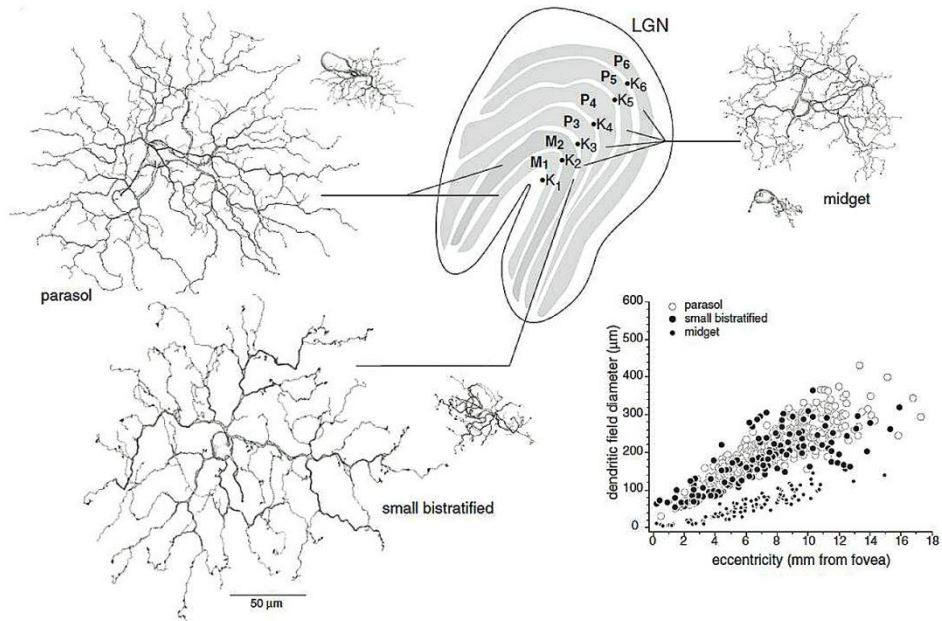 LGN
P6
P5
K6
P4
K5
P3
K4
M2
K3
M1
K2
K1
parasol
midget
small bistratified
50 µm
600
500
400
300
200
100
0
dendritic field diameter (µm)
parasol
small bistratified
midget
0 2 4 6 8 10 12 14 16 18
eccentricity (mm from fovea)